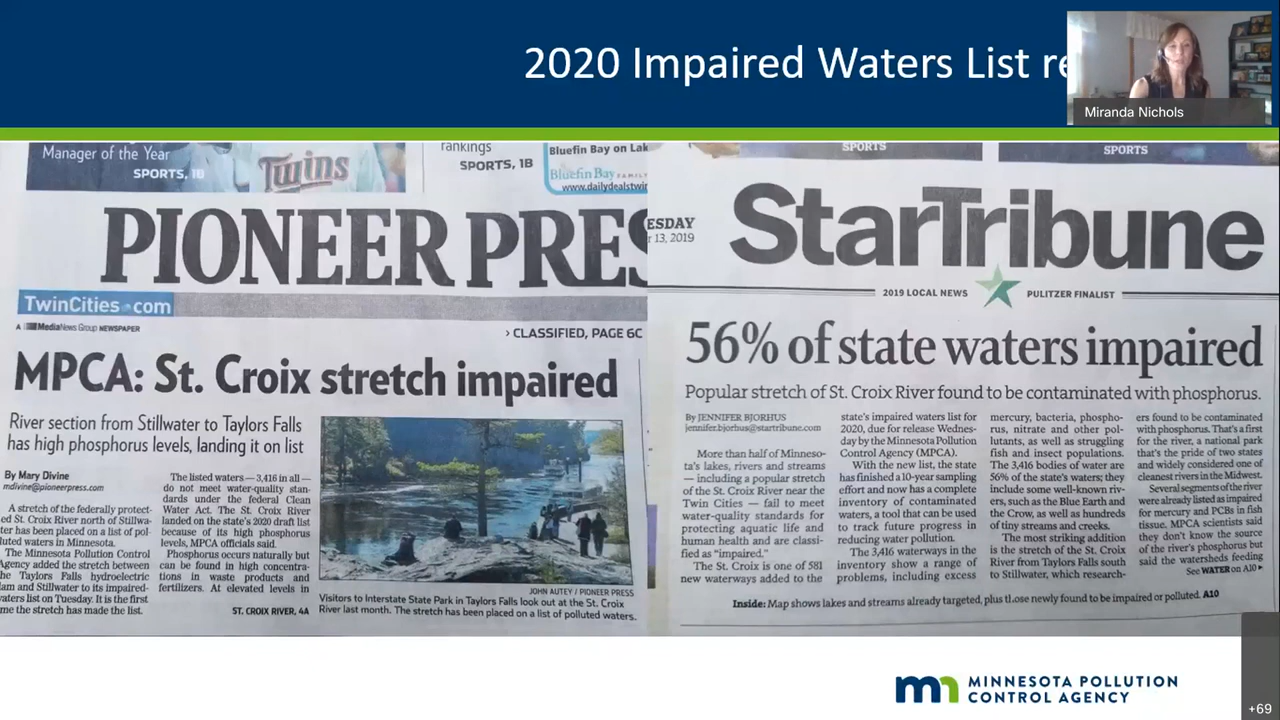 2020 Impaired Waters List re
Miranda Nichols
Manager of the Year
SPORTS, 1B
Twins
rankings
SPORTS, 1B
Bluefin Bay on Lak
Bluefin Bay
www.dailydealstwin
PIONEER PRES
TwinCities.com
A MediaNews Group NEWSPAPER
› CLASSIFIED, PAGE 6C
MPCA: St. Croix stretch impaired
River section from Stillwater to Taylors Falls
has high phosphorus levels, landing it on list
By Mary Divine
mdivine@pioneerpress.com
A stretch of the federally protect-
ed St. Croix River north of Stillwa-
ter has been placed on a list of pol-
luted waters in Minnesota.
The Minnesota Pollution Control
Agency added the stretch between
he Taylors Falls hydroelectric
am and Stillwater to its impaired-
vaters list on Tuesday. It is the first
me the stretch has made the list.
The listed waters — 3,416 in all —
do not meet water-quality stan-
dards under the federal Clean
Water Act. The St. Croix River
landed on the state's 2020 draft list
because of its high phosphorus
levels, MPCA officials said.
Phosphorus occurs naturally but
can be found in high concentra-
tions in waste products and
fertilizers. At elevated levels in
ST. CROIX RIVER, 4A
JOHN AUTEY / PIONEER PRESS
Visitors to Interstate State Park in Taylors Falls look out at the St. Croix
River last month. The stretch has been placed on a list of polluted waters.
SPORTS
SPORTS
ESDAY
r 13, 2019
StarTribune
2019 LOCAL NEWS
PULITZER FINALIST
56% of state waters impaired
Popular stretch of St. Croix River found to be contaminated with phosphorus.
By JENNIFER BJORHUS
jennifer.bjorhus@startribune.com
More than half of Minneso-
ta's lakes, rivers and streams
— including a popular stretch
of the St. Croix River near the
Twin Cities — fail to meet
water-quality standards for
protecting aquatic life and
human health and are classi-
fied as "impaired."
The St. Croix is one of 581
new waterways added to the
state's impaired waters list for
2020, due for release Wednes-
day by the Minnesota Pollution
Control Agency (MPCA).
With the new list, the state
has finished a 10-year sampling
effort and now has a complete
inventory of contaminated
waters, a tool that can be used
to track future progress in
reducing water pollution.
The 3,416 waterways in the
inventory show a range of
problems, including excess
mercury, bacteria, phospho-
rus, nitrate and other pol-
lutants, as well as struggling
fish and insect populations.
The 3,416 bodies of water are
56% of the state's waters; they
include some well-known riv-
ers, such as the Blue Earth and
the Crow, as well as hundreds
of tiny streams and creeks.
The most striking addition
is the stretch of the St. Croix
River from Taylors Falls south
to Stillwater, which research-
ers found to be contaminated
with phosphorus. That's a first
for the river, a national park
that's the pride of two states
and widely considered one of
cleanest rivers in the Midwest.
Several segments of the river
were already listed as impaired
for mercury and PCBs in fish
tissue. MPCA scientists said
they don't know the source
of the river's phosphorus but
said the watersheds feeding
See WATER on A10 ▸
Inside: Map shows lakes and streams already targeted, plus those newly found to be impaired or polluted. A10
MINNESOTA POLLUTION
CONTROL AGENCY
+69